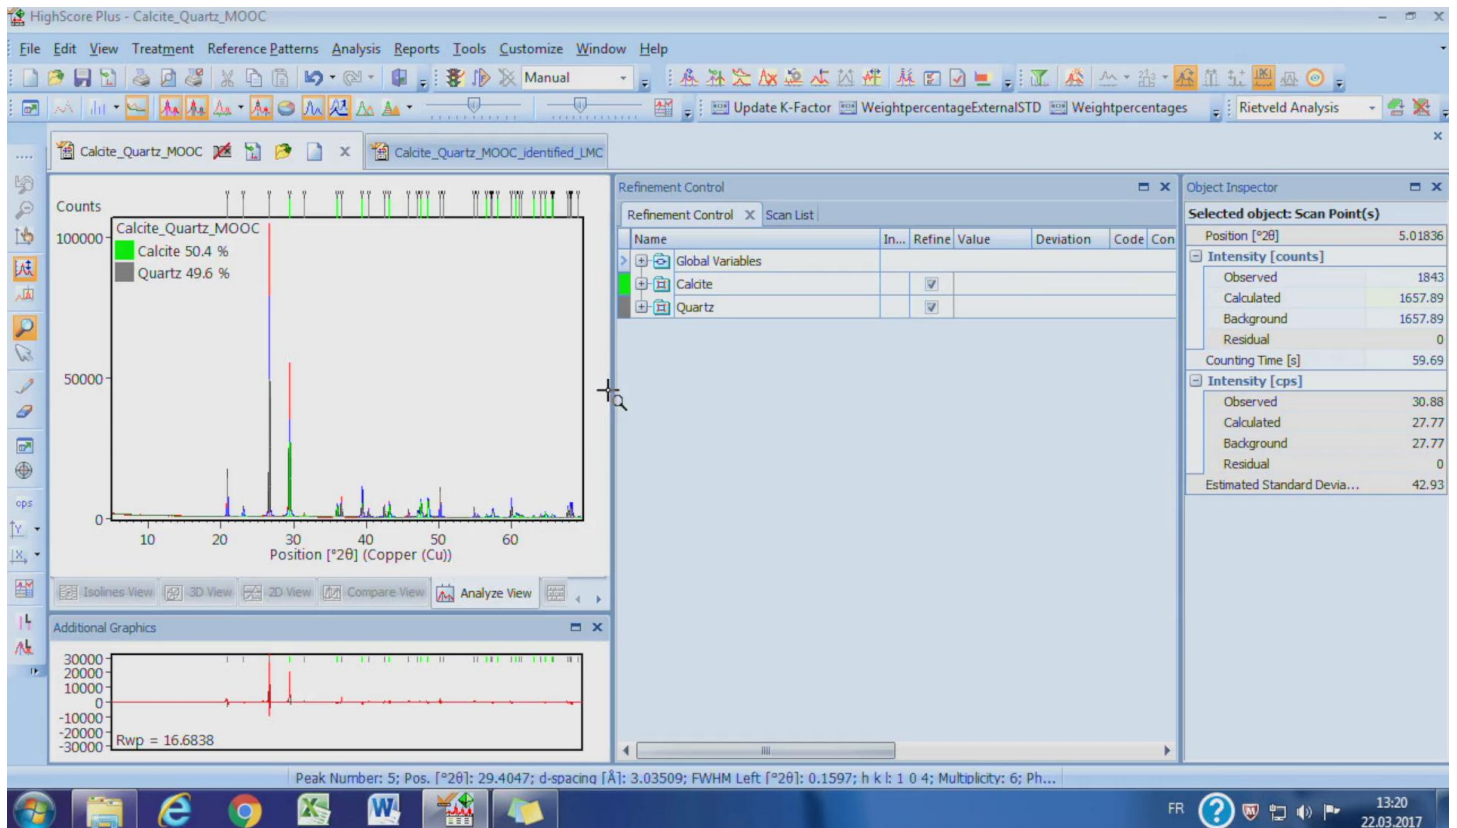 HighScore Plus - Calcite_Quartz_MOOC
File Edit View Treatment Reference Patterns Analysis Reports Tools Customize Window Help
Manual
Update K-Factor WeightpercentageExternalSTD Weightpercentages Rietveld Analysis
Calcite_Quartz_MOOC Calcite_Quartz_MOOC_identified_LMC
Counts
100000
50000
0
Calcite_Quartz_MOOC
Calcite 50.4 %
Quartz 49.6 %
10 20 30 40 50 60
Position [°2θ] (Copper (Cu))
Isolines View 3D View 2D View Compare View Analyze View
Additional Graphics
30000
20000
10000
0
-10000
-20000
-30000
Rwp = 16.6838
Refinement Control
Refinement Control X Scan List
Name In... Refine Value Deviation Code Con
Global Variables
Calcite
Quartz
Object Inspector
Selected object: Scan Point(s)
Position [°2θ] 5.01836
Intensity [counts]
Observed 1843
Calculated 1657.89
Background 1657.89
Residual 0
Counting Time [s] 59.69
Intensity [cps]
Observed 30.88
Calculated 27.77
Background 27.77
Residual 0
Estimated Standard Devia... 42.93
cps
Peak Number: 5; Pos. [°2θ]: 29.4047; d-spacing [Å]: 3.03509; FWHM Left [°2θ]: 0.1597; h k l: 1 0 4; Multiplicity: 6; Ph...
FR
13:20
22.03.2017